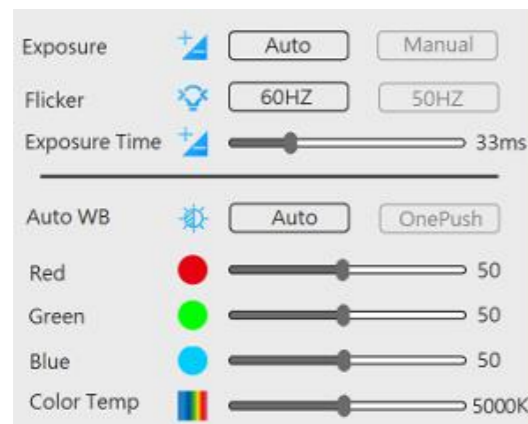 Exposure Auto Manual
Flicker 60HZ 50HZ
Exposure Time 33ms
Auto WB Auto OnePush
Red 50
Green 50
Blue 50
Color Temp 5000K